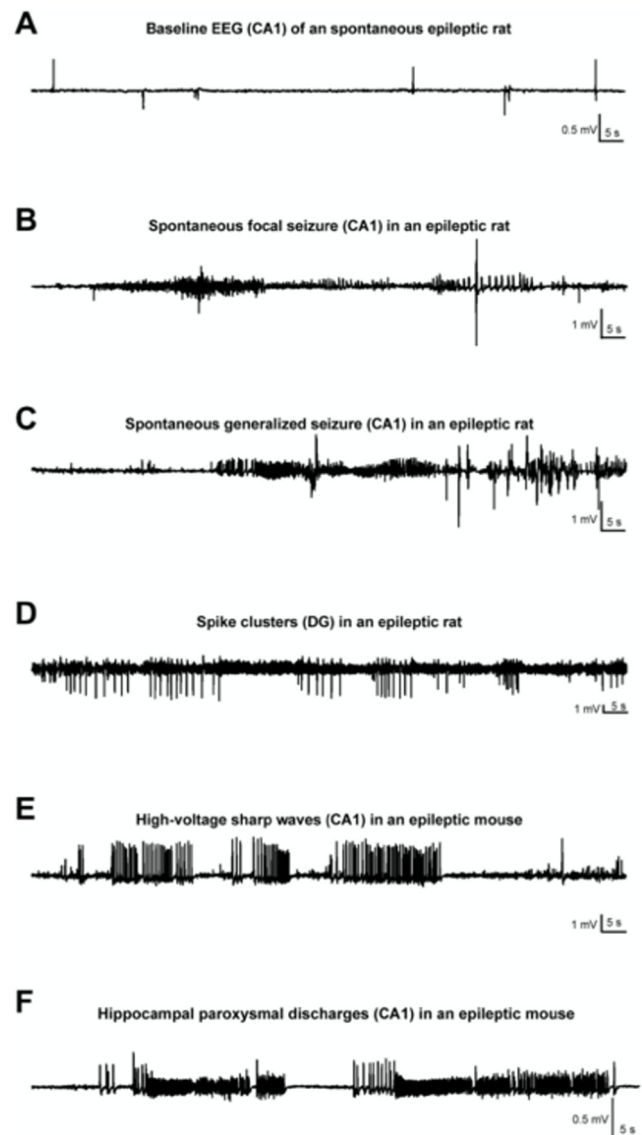 A
Baseline EEG (CA1) of an spontaneous epileptic rat
0.5 mV 5 s
B
Spontaneous focal seizure (CA1) in an epileptic rat
1 mV 5 s
C
Spontaneous generalized seizure (CA1) in an epileptic rat
1 mV 5 s
D
Spike clusters (DG) in an epileptic rat
1 mV 5 s
E
High-voltage sharp waves (CA1) in an epileptic mouse
1 mV 5 s
F
Hippocampal paroxysmal discharges (CA1) in an epileptic mouse
0.5 mV 5 s